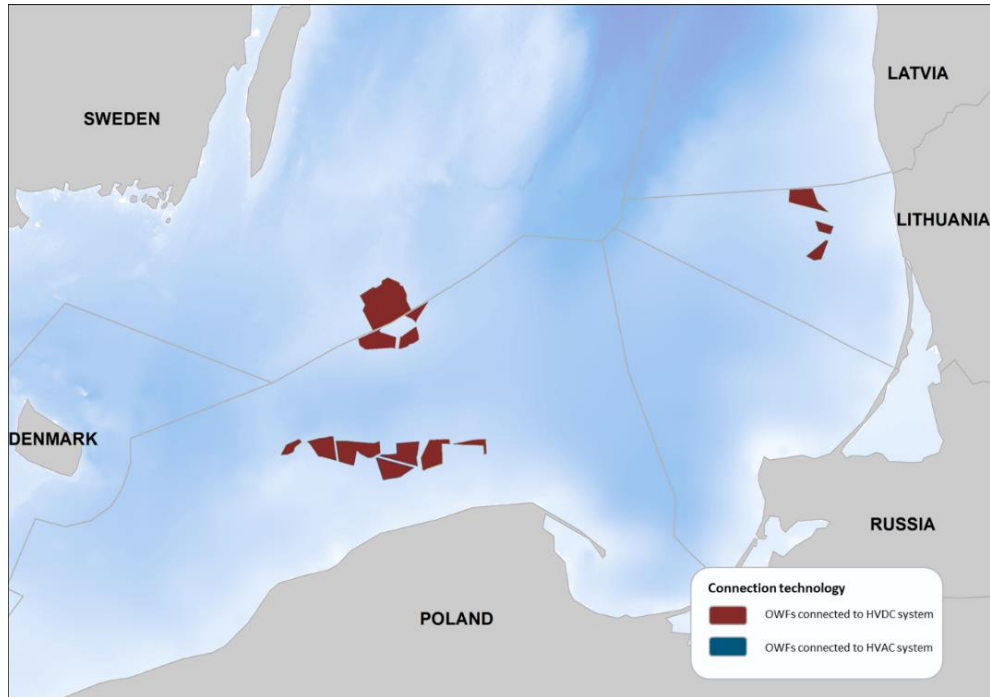 LATVIA
SWEDEN
LITHUANIA
DENMARK
RUSSIA
POLAND
Connection technology
OWFs connected to HVDC system
OWFs connected to HVAC system